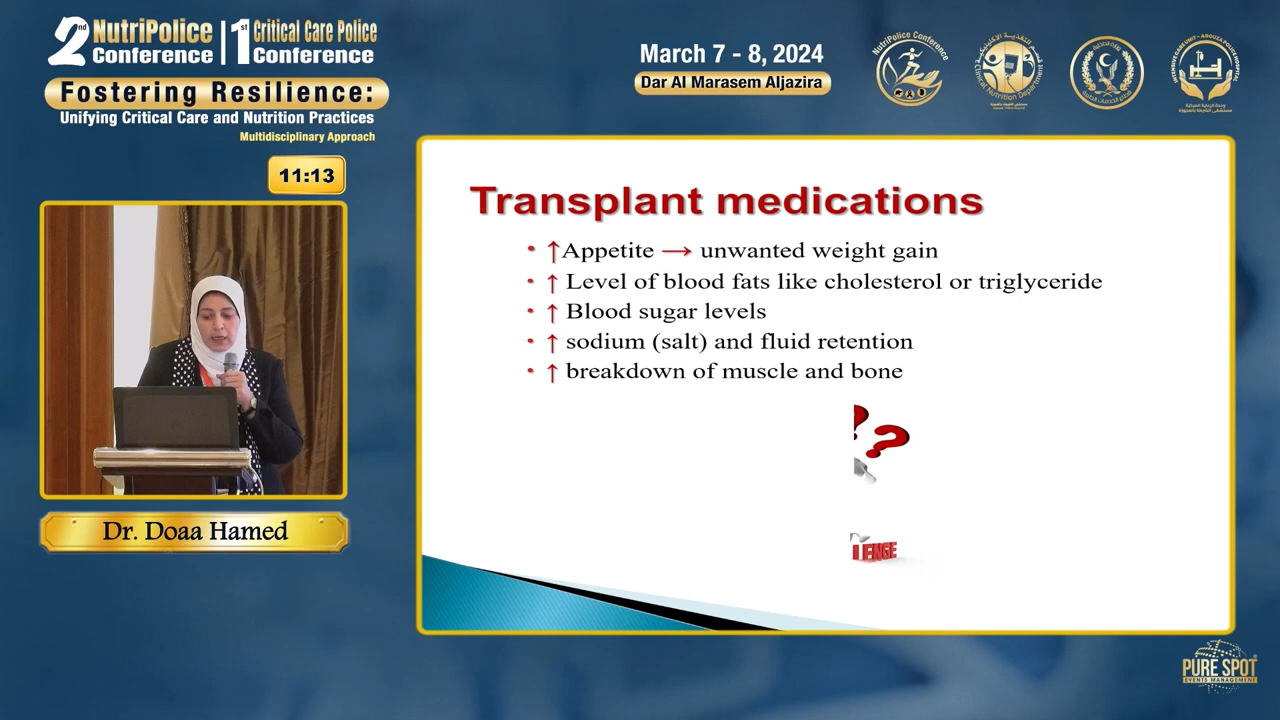 2nd NutriPolice Conference | 1st Critical Care Police Conference
Fostering Resilience:
Unifying Critical Care and Nutrition Practices
Multidisciplinary Approach
March 7 - 8, 2024
Dar Al Marasem Aljazira
NutriPolice Conference
11:13
Transplant medications
• ↑Appetite → unwanted weight gain
• ↑ Level of blood fats like cholesterol or triglyceride
• ↑ Blood sugar levels
• ↑ sodium (salt) and fluid retention
• ↑ breakdown of muscle and bone
??
LENGE
Dr. Doaa Hamed
PURE SPOT
EVENTS MANAGEMENT